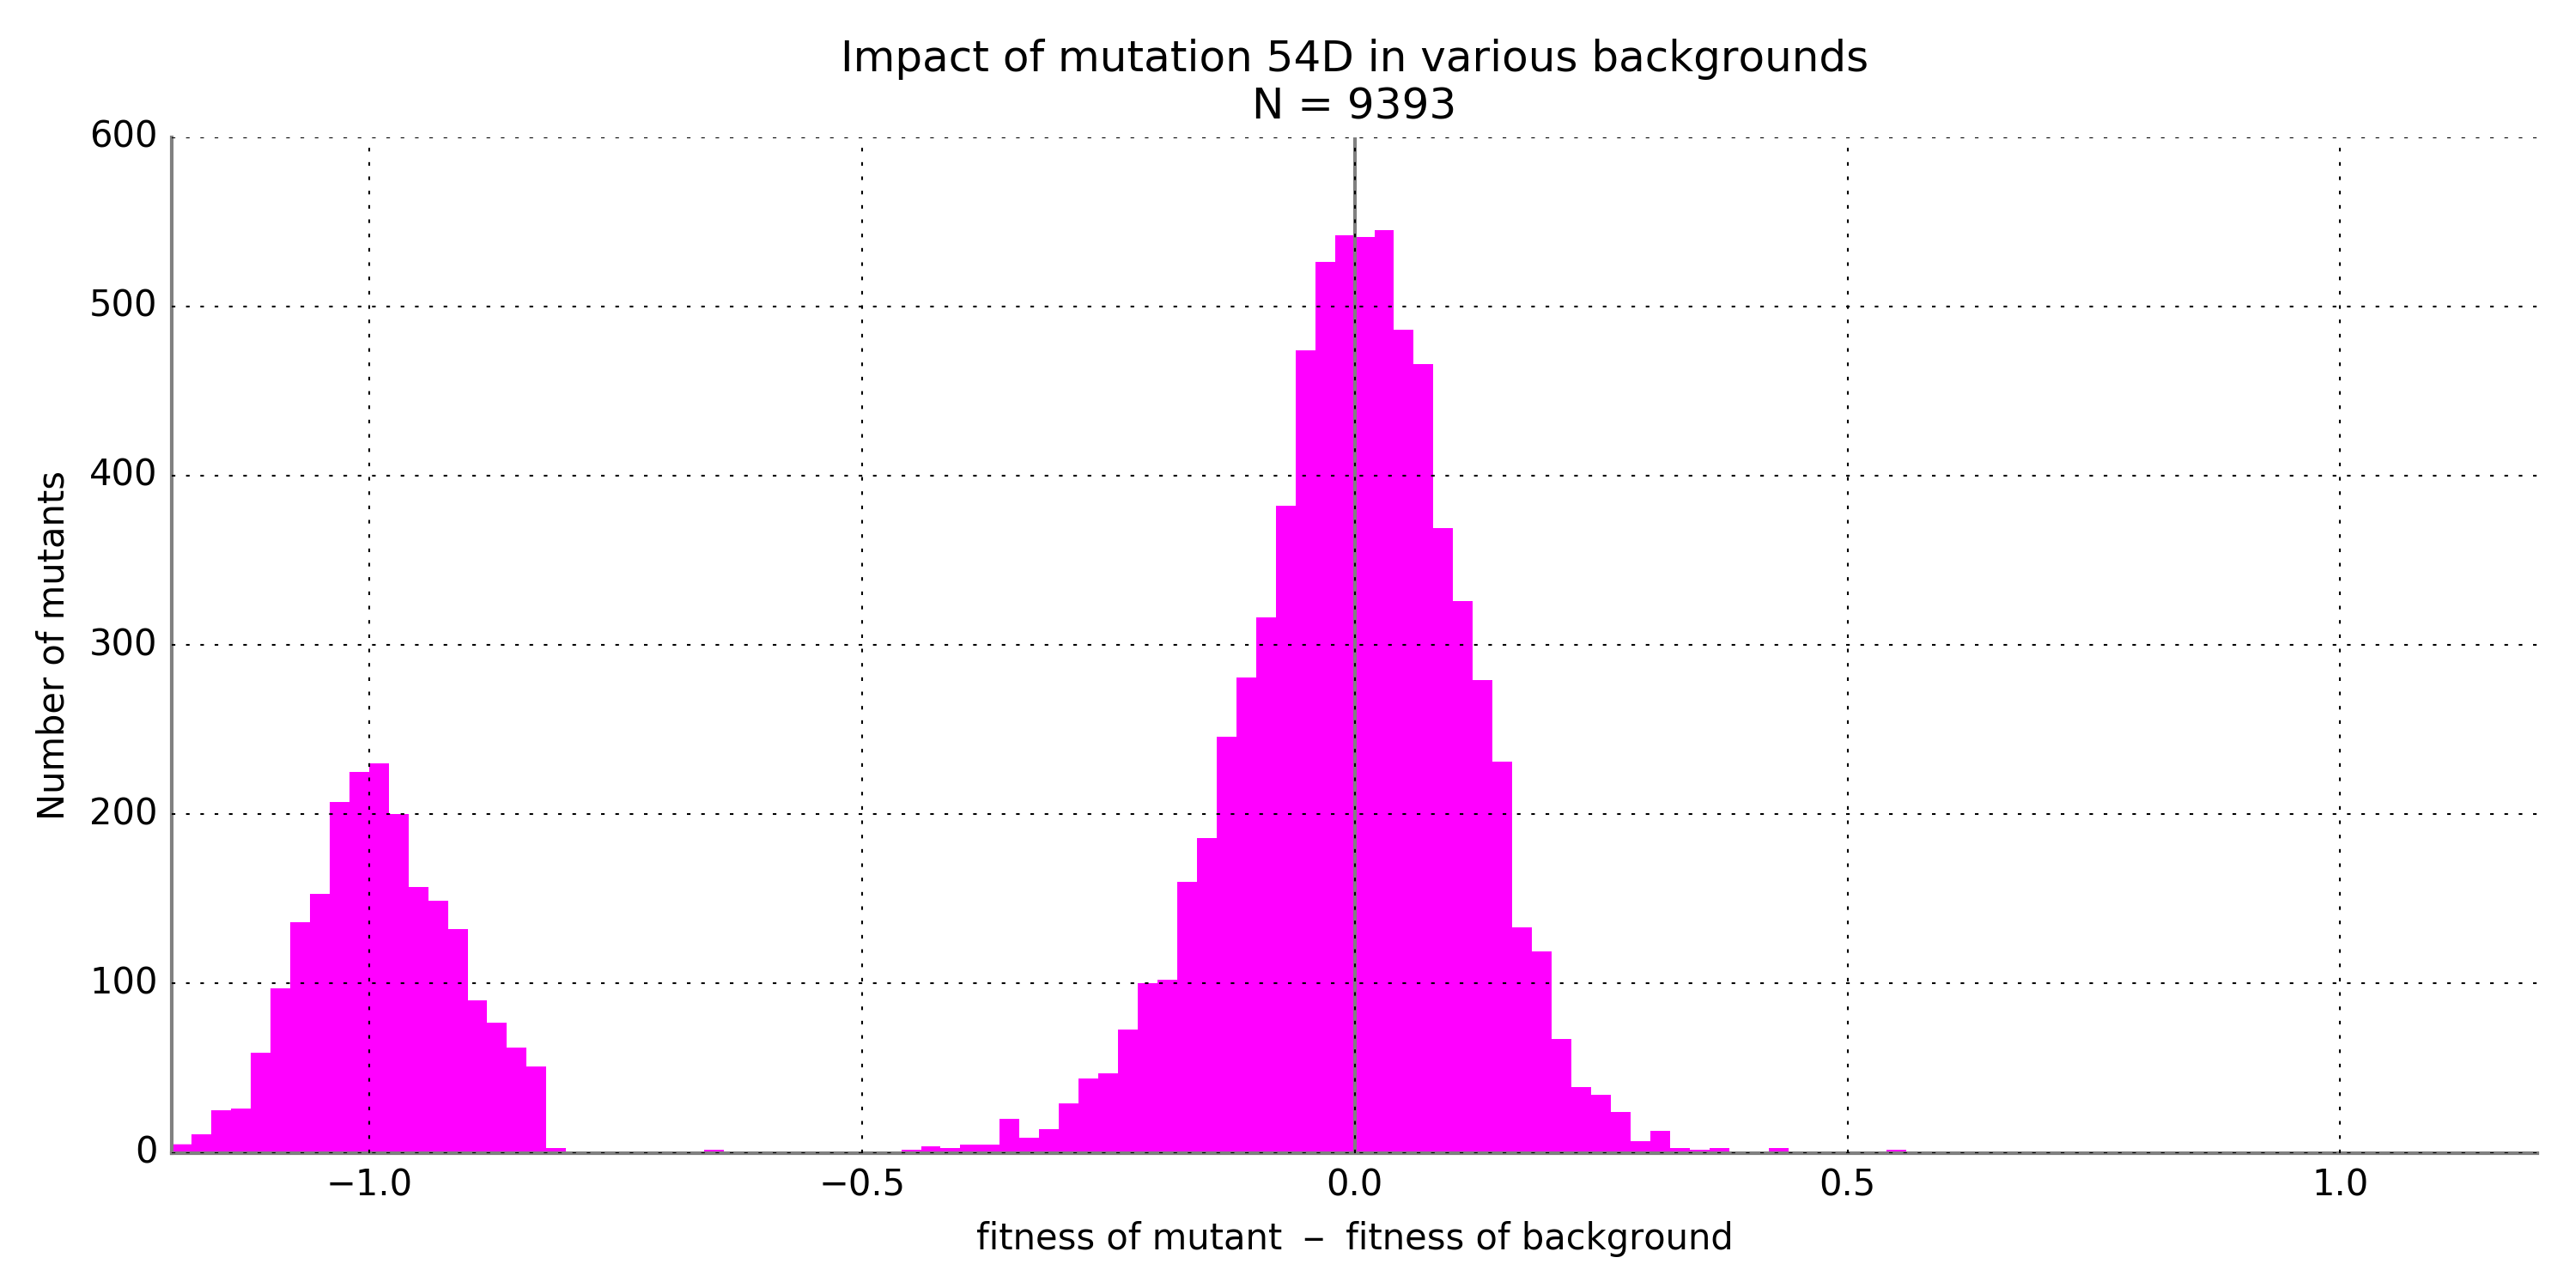 Impact of mutation 54D in various backgrounds
N = 9393
600
500
400
300
200
100
0
Number of mutants
−1.0 −0.5 0.0 0.5 1.0
fitness of mutant – fitness of background